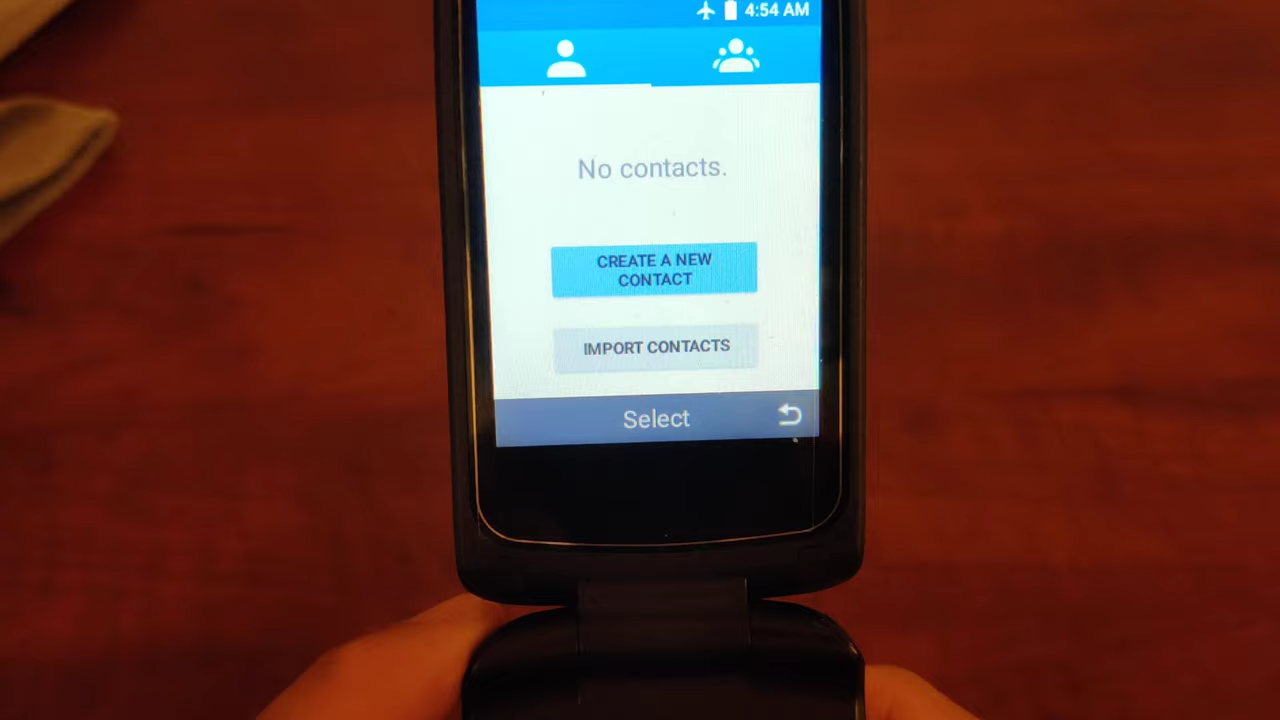 4:54 AM
No contacts.
CREATE A NEW
CONTACT
IMPORT CONTACTS
Select